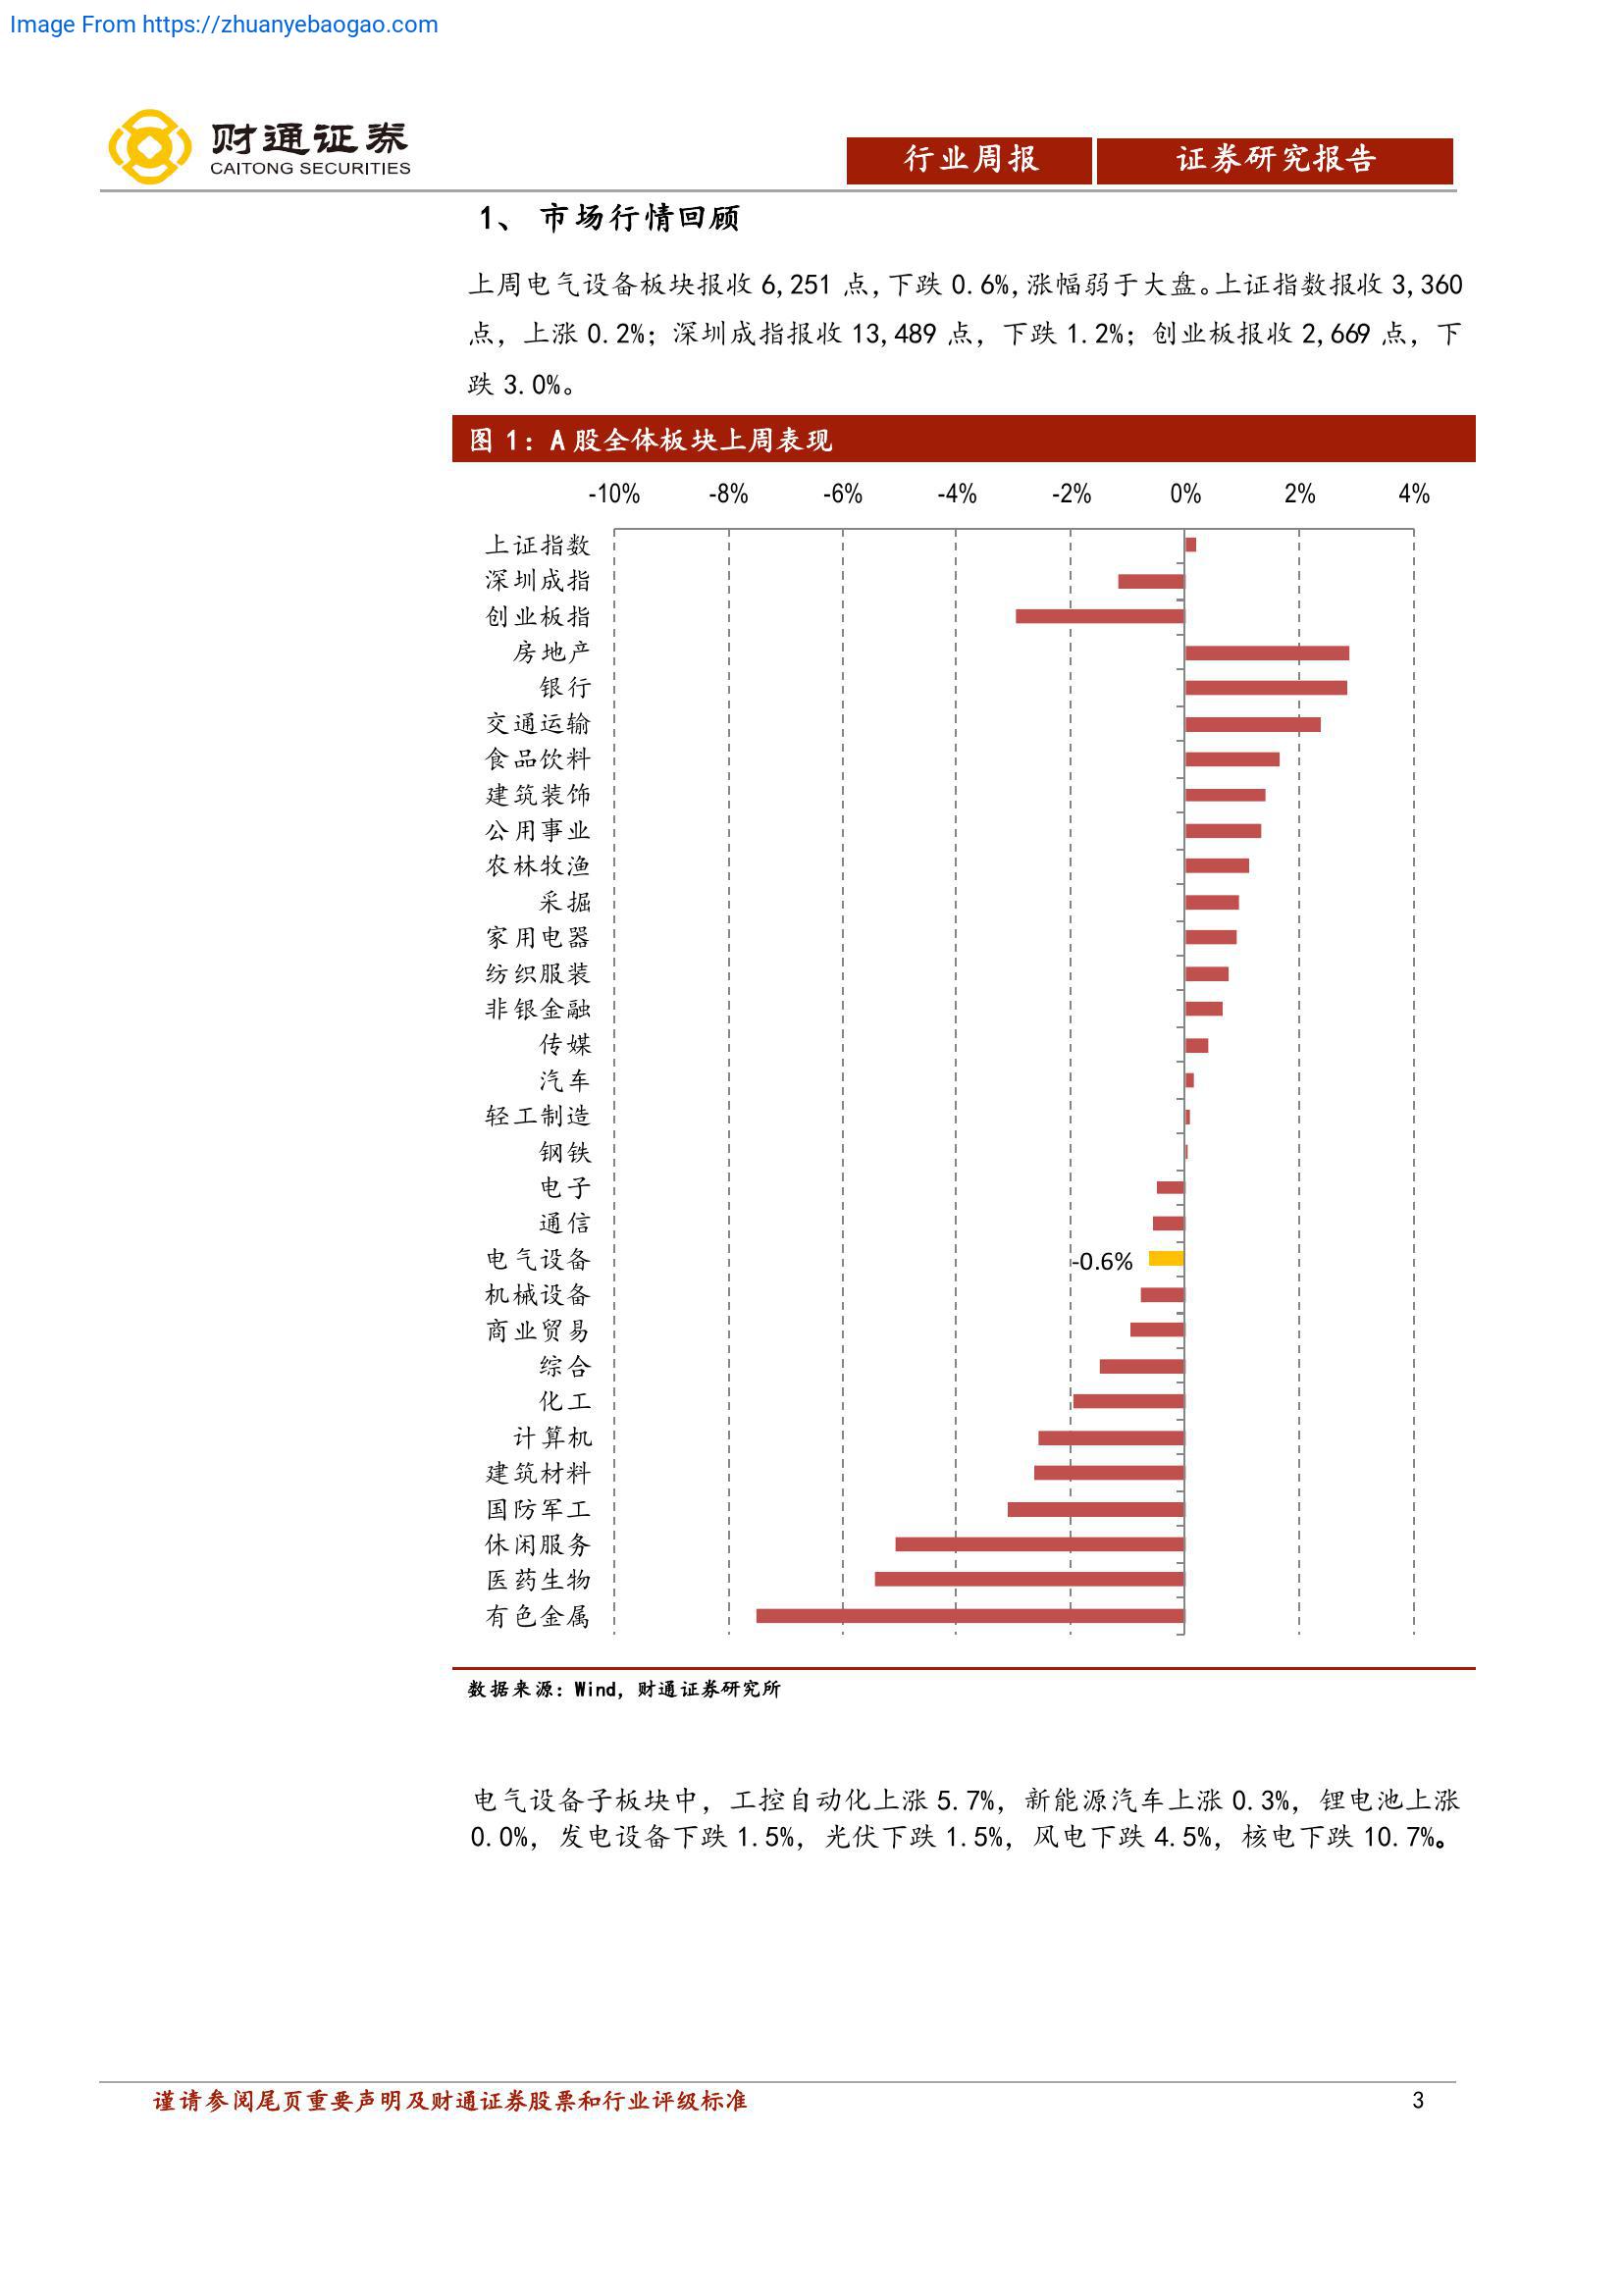 Image From https://zhuanyebaogao.com
财通证券
CAITONG SECURITIES
行业周报
证券研究报告
1、 市场行情回顾
上周电气设备板块报收 6,251 点,下跌 0.6%,涨幅弱于大盘。上证指数报收 3,360
点，上涨 0.2%；深圳成指报收 13,489 点，下跌 1.2%；创业板报收 2,669 点，下
跌 3.0%。
图 1：A 股全体板块上周表现
-10% -8% -6% -4% -2% 0% 2% 4%
上证指数
深圳成指
创业板指
房地产
银行
交通运输
食品饮料
建筑装饰
公用事业
农林牧渔
采掘
家用电器
纺织服装
非银金融
传媒
汽车
轻工制造
钢铁
电子
通信
电气设备 -0.6%
机械设备
商业贸易
综合
化工
计算机
建筑材料
国防军工
休闲服务
医药生物
有色金属
数据来源：Wind，财通证券研究所
电气设备子板块中，工控自动化上涨 5.7%，新能源汽车上涨 0.3%，锂电池上涨
0.0%，发电设备下跌 1.5%，光伏下跌 1.5%，风电下跌 4.5%，核电下跌 10.7%。
谨请参阅尾页重要声明及财通证券股票和行业评级标准
3